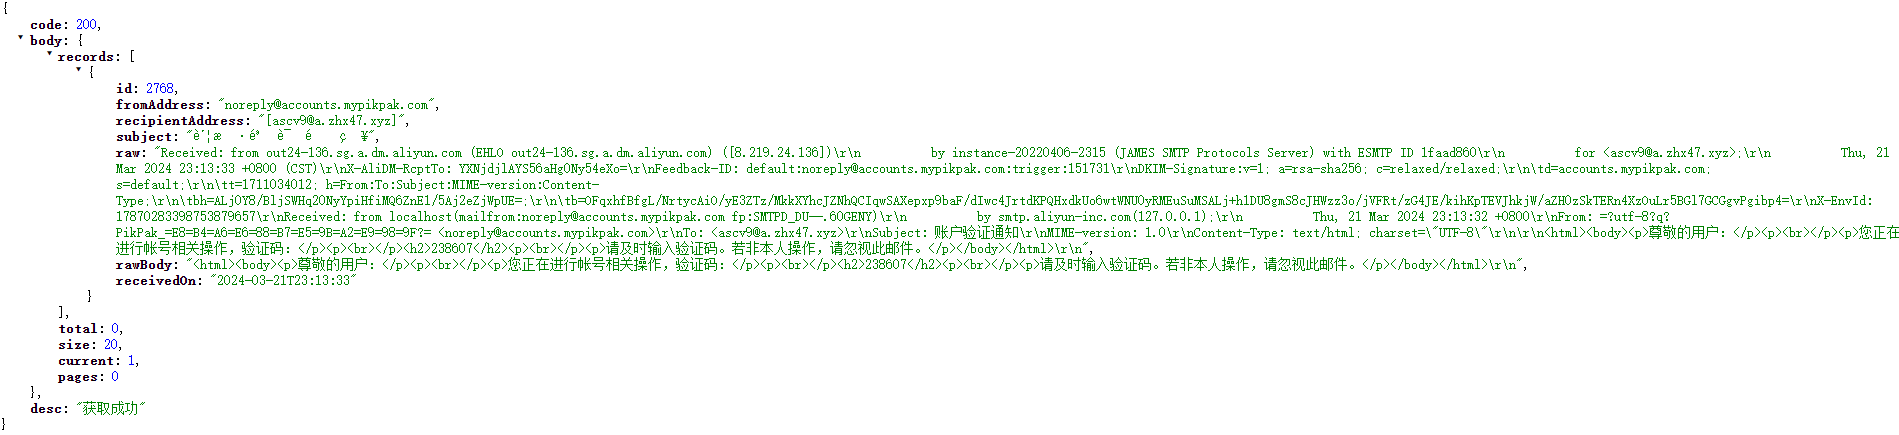 {
code: 200,
body: {
records: [
{
id: 2768,
fromAddress: "noreply@accounts.mypikpak.com",
recipientAddress: "[ascv9@a.zhx47.xyz]",
subject: "è´¦æ ·éª è¯ é ç ¥",
raw: "Received: from out24-136.sg.a.dm.aliyun.com (EHLO out24-136.sg.a.dm.aliyun.com) ([8.219.24.136])\r\n by instance-20220406-2315 (JAMES SMTP Protocols Server) with ESMTP ID 1faad860\r\n for <ascv9@a.zhx47.xyz>;\r\n Thu, 21
Mar 2024 23:13:33 +0800 (CST)\r\nX-AliDM-RcptTo: YXNjdjlAYS56aHg0Ny54eXo=\r\nFeedback-ID: default:noreply@accounts.mypikpak.com:trigger:151731\r\nDKIM-Signature:v=1; a=rsa-sha256; c=relaxed/relaxed;\r\n\td=accounts.mypikpak.com;
s=default;\r\n\tt=1711034012; h=From:To:Subject:MIME-version:Content-
Type;\r\n\tbh=ALjOY8/BljSWHq20NyYpiHfiMQ6ZnE1/5Aj2eZjWpUE=;\r\n\tb=OFqxhfBfgL/NrtycAiO/yE3ZTz/MkkXYhcJZNhQCIqwSAXepxp9baF/dIwc4JrtdKPQHxdkUo6wtWNUOyRMEuSuMSALj+hlDU8gmS8cJHWzz3o/jVFRt/zG4JE/kihKpTEVJhkjW/aZHOzSkTERn4XzOuLr5BGl7GCGgvPgibp4=\r\nX-EnvId:
17870283398753879657\r\nReceived: from localhost(mailfrom:noreply@accounts.mypikpak.com fp:SMTPD_DU——.60GENY)\r\n by smtp.aliyun-inc.com(127.0.0.1);\r\n Thu, 21 Mar 2024 23:13:32 +0800\r\nFrom: =?utf-8?q?
PikPak_=E8=B4=A6=E6=88=B7=E5=9B=A2=E9=98=9F?= <noreply@accounts.mypikpak.com>\r\nTo: <ascv9@a.zhx47.xyz>\r\nSubject: 账户验证通知\r\nMIME-version: 1.0\r\nContent-Type: text/html; charset=\"UTF-8\"\r\n\r\n<html><body><p>尊敬的用户：</p><p><br></p><p>您正在
进行帐号相关操作，验证码：</p><p><br></p><h2>238607</h2><p><br></p><p>请及时输入验证码。若非本人操作，请忽视此邮件。</p></body></html>\r\n",
rawBody: "<html><body><p>尊敬的用户：</p><p><br></p><p>您正在进行帐号相关操作，验证码：</p><p><br></p><h2>238607</h2><p><br></p><p>请及时输入验证码。若非本人操作，请忽视此邮件。</p></body></html>\r\n",
receivedOn: "2024-03-21T23:13:33"
}
],
total: 0,
size: 20,
current: 1,
pages: 0
},
desc: "获取成功"
}